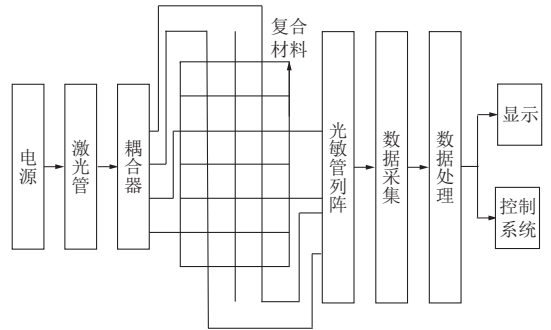 复合
材料
电源
激光管
耦合器
光敏管列阵
数据采集
数据处理
显示
控制
系统